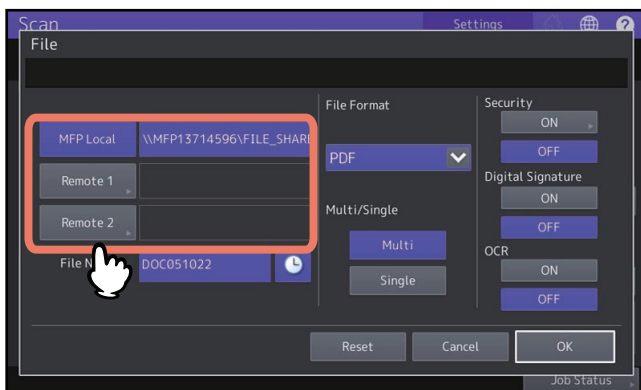 Scan
Settings
File
File Format
Security
ON
MFP Local
\\MFP13714596\FILE_SHARE
PDF
OFF
Remote 1
Digital Signature
ON
Multi/Single
Remote 2
OFF
Multi
OCR
File N
DOC051022
ON
Single
OFF
Reset
Cancel
OK
Job Status